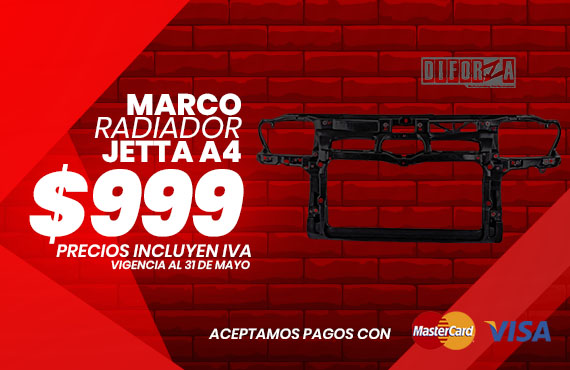 DIFORZA
MARCO
RADIADOR
JETTA A4
$999
PRECIOS INCLUYEN IVA
VIGENCIA AL 31 DE MAYO
ACEPTAMOS PAGOS CON
MasterCard
VISA